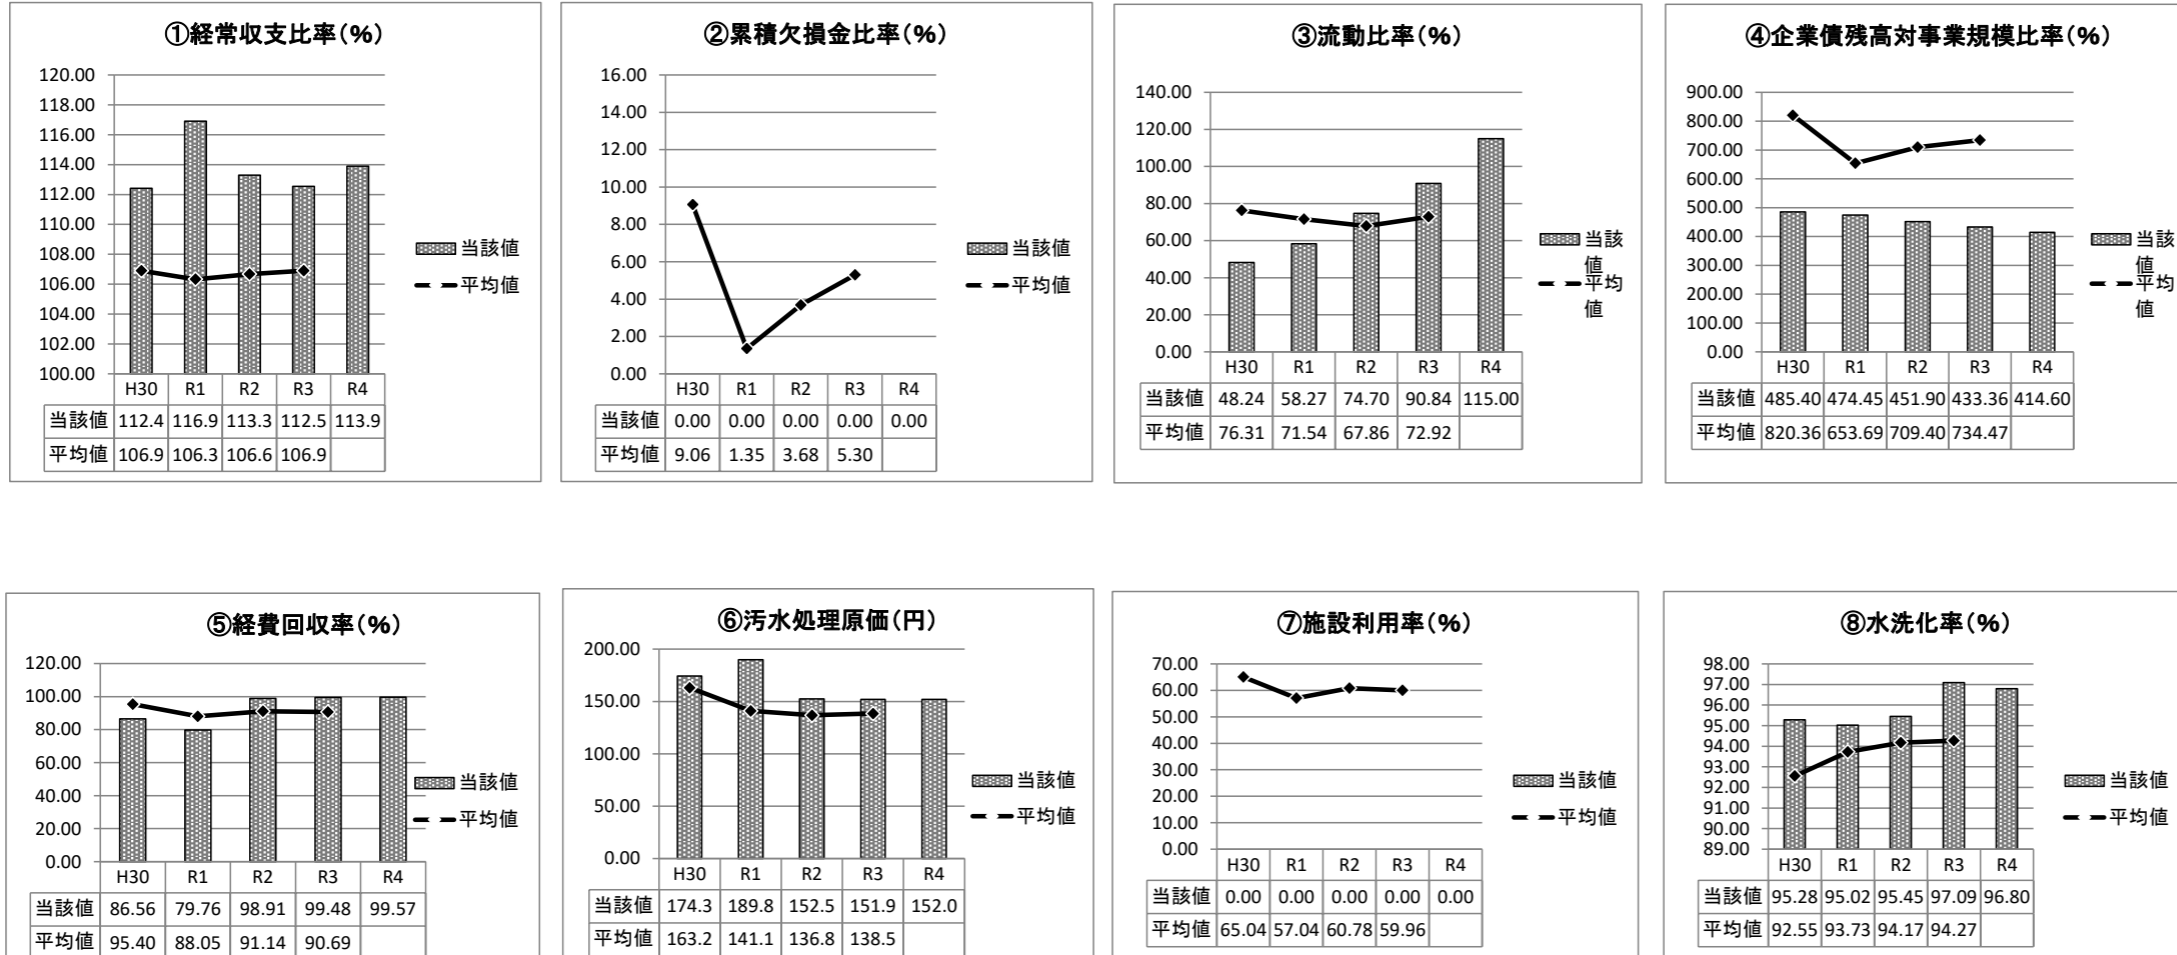 ①経常収支比率(%)
120.00
118.00
116.00
114.00
112.00
110.00
108.00
106.00
104.00
102.00
100.00
H30 R1 R2 R3 R4
当該値 112.4 116.9 113.3 112.5 113.9
平均値 106.9 106.3 106.6 106.9
当該値
平均値
②累積欠損金比率(%)
16.00
14.00
12.00
10.00
8.00
6.00
4.00
2.00
0.00
H30 R1 R2 R3 R4
当該値 0.00 0.00 0.00 0.00 0.00
平均値 9.06 1.35 3.68 5.30
当該値
平均値
③流動比率(%)
140.00
120.00
100.00
80.00
60.00
40.00
20.00
0.00
H30 R1 R2 R3 R4
当該値 48.24 58.27 74.70 90.84 115.00
平均値 76.31 71.54 67.86 72.92
当該
値
平均
値
④企業債残高対事業規模比率(%)
900.00
800.00
700.00
600.00
500.00
400.00
300.00
200.00
100.00
0.00
H30 R1 R2 R3 R4
当該値 485.40 474.45 451.90 433.36 414.60
平均値 820.36 653.69 709.40 734.47
当該
値
平均
値
⑤経費回収率(%)
120.00
100.00
80.00
60.00
40.00
20.00
0.00
H30 R1 R2 R3 R4
当該値 86.56 79.76 98.91 99.48 99.57
平均値 95.40 88.05 91.14 90.69
当該値
平均値
⑥汚水処理原価(円)
200.00
150.00
100.00
50.00
0.00
H30 R1 R2 R3 R4
当該値 174.3 189.8 152.5 151.9 152.0
平均値 163.2 141.1 136.8 138.5
当該値
平均値
⑦施設利用率(%)
70.00
60.00
50.00
40.00
30.00
20.00
10.00
0.00
H30 R1 R2 R3 R4
当該値 0.00 0.00 0.00 0.00 0.00
平均値 65.04 57.04 60.78 59.96
当該値
平均値
⑧水洗化率(%)
98.00
97.00
96.00
95.00
94.00
93.00
92.00
91.00
90.00
89.00
H30 R1 R2 R3 R4
当該値 95.28 95.02 95.45 97.09 96.80
平均値 92.55 93.73 94.17 94.27
当該値
平均値